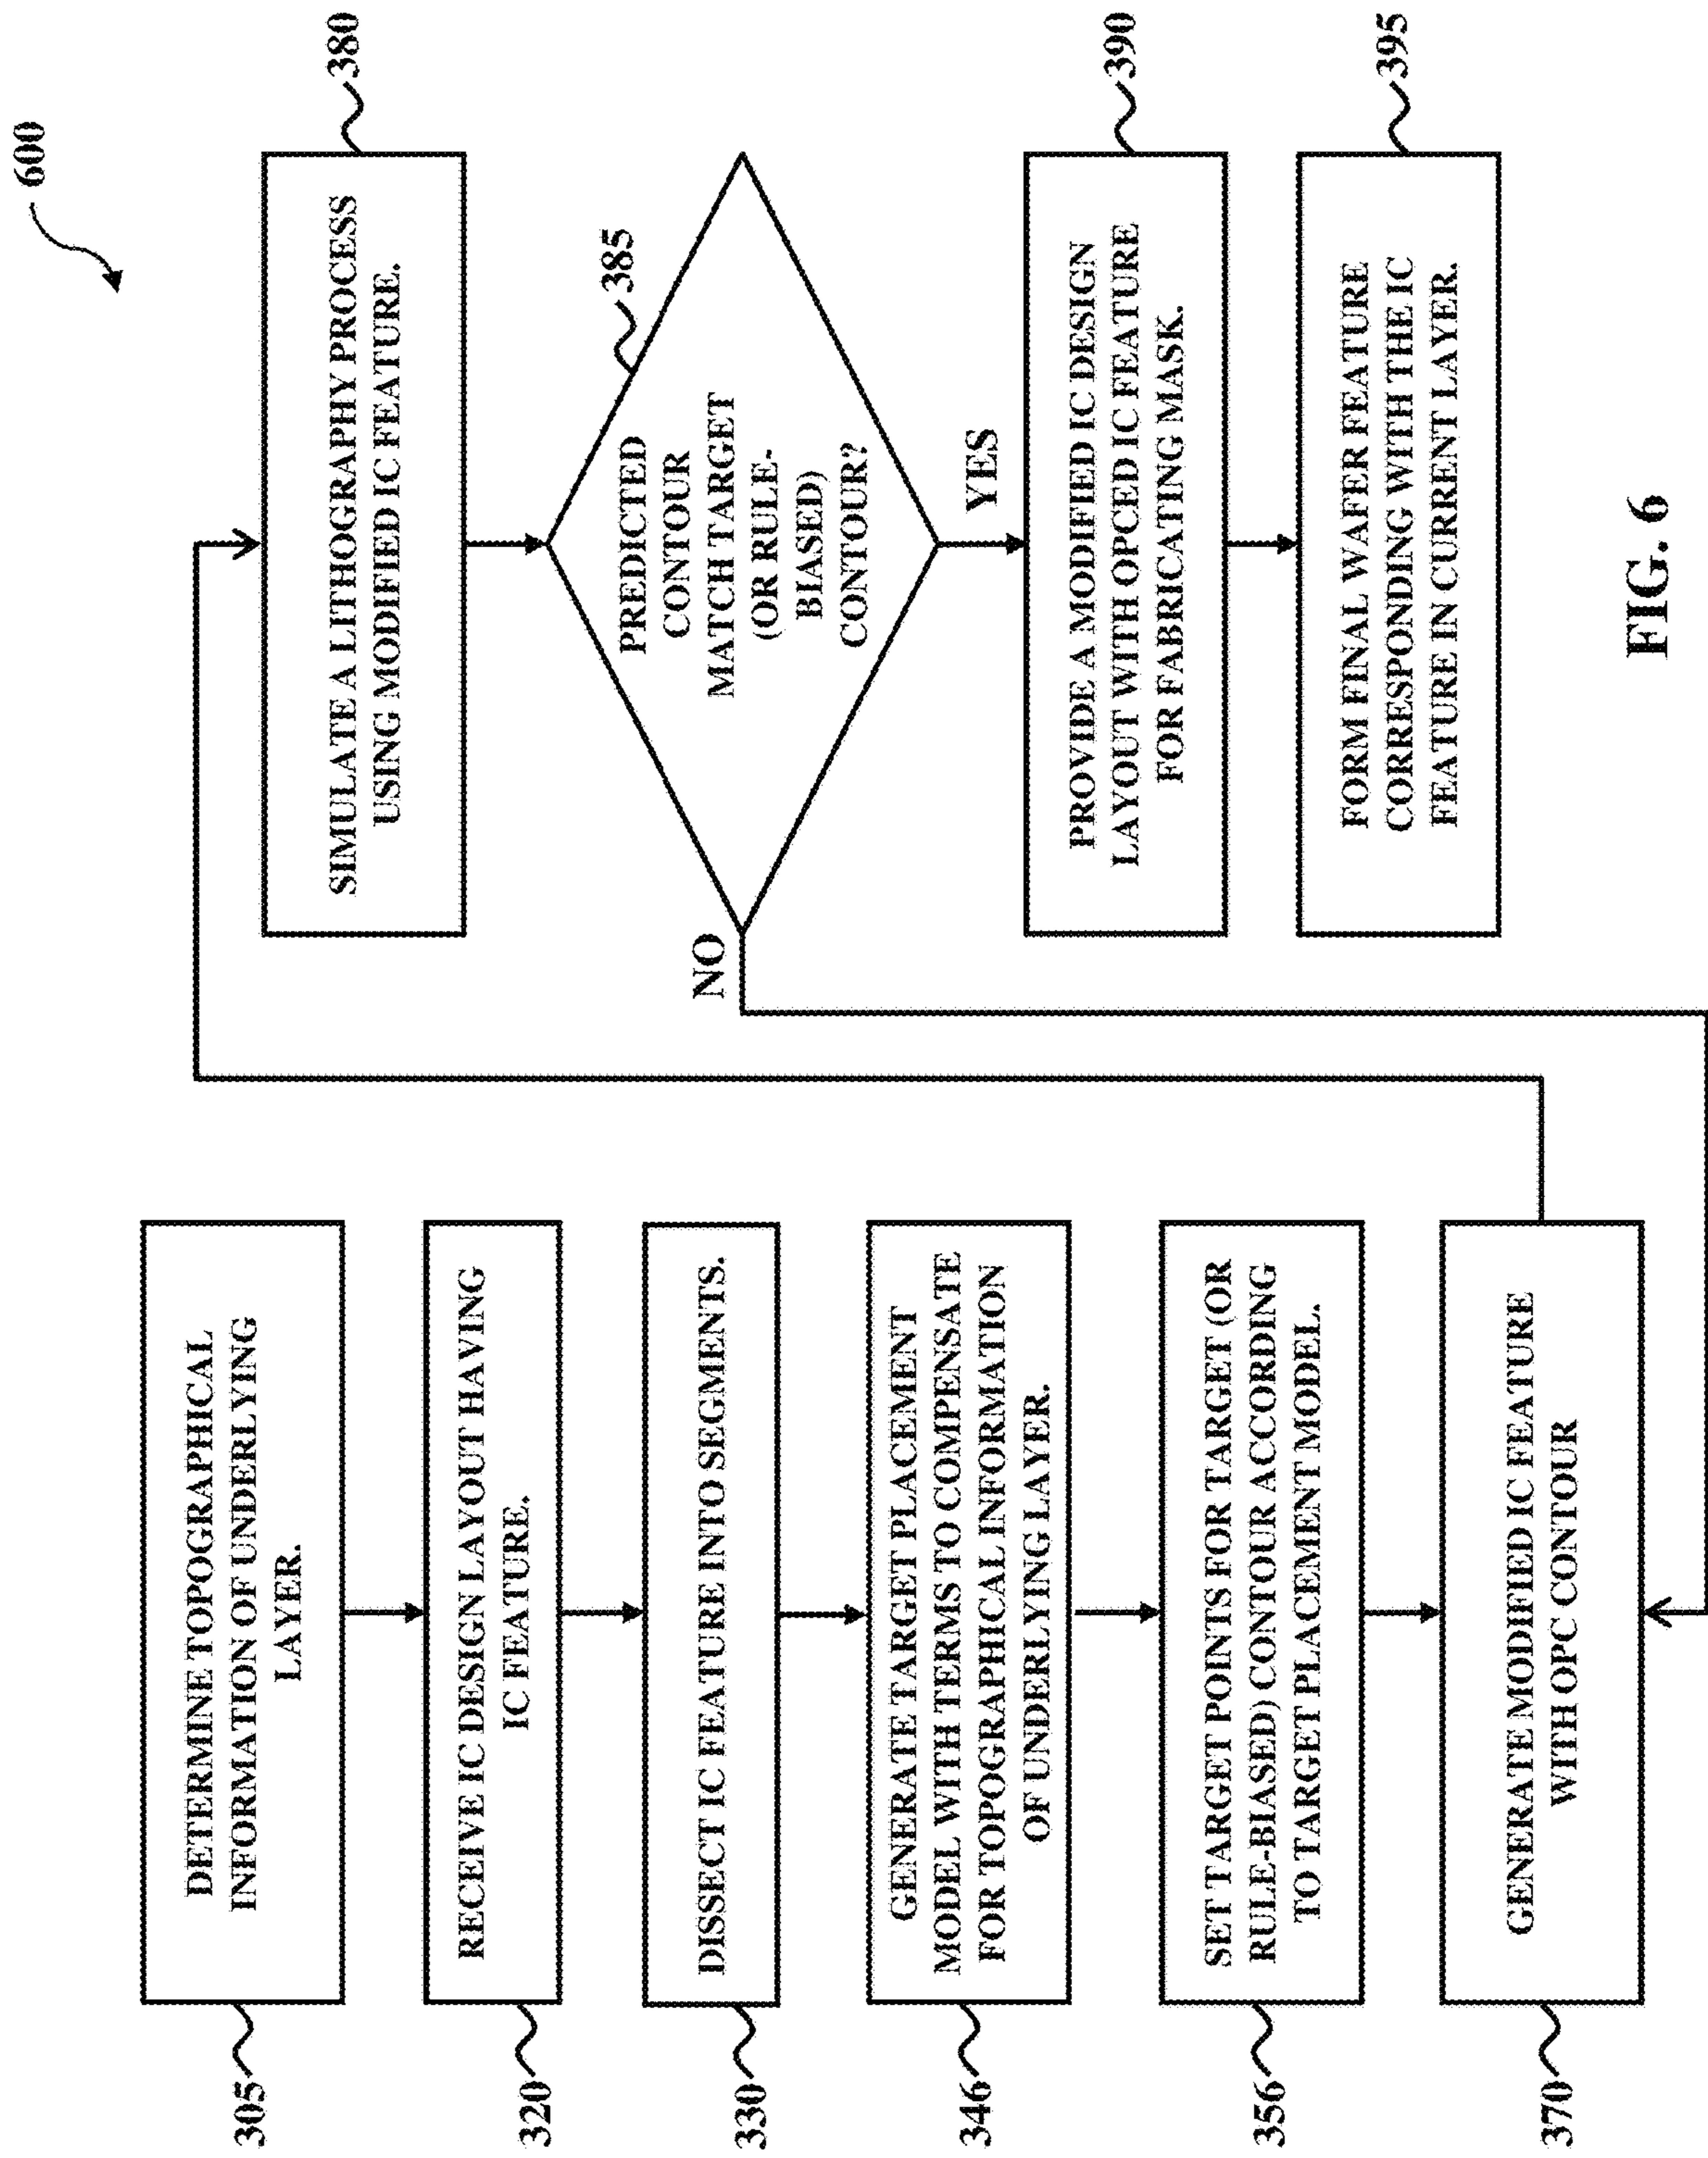 600
305
DETERMINE TOPOGRAPHICAL
INFORMATION OF UNDERLYING
LAYER.
320
RECEIVE IC DESIGN LAYOUT HAVING
IC FEATURE.
330
DISSECT IC FEATURE INTO SEGMENTS.
346
GENERATE TARGET PLACEMENT
MODEL WITH TERMS TO COMPENSATE
FOR TOPOGRAPHICAL INFORMATION
OF UNDERLYING LAYER.
356
SET TARGET POINTS FOR TARGET (OR
RULE-BIASED) CONTOUR ACCORDING
TO TARGET PLACEMENT MODEL.
370
GENERATE MODIFIED IC FEATURE
WITH OPC CONTOUR
380
SIMULATE A LITHOGRAPHY PROCESS
USING MODIFIED IC FEATURE.
385
PREDICTED
CONTOUR
MATCH TARGET
(OR RULE-
BIASED)
CONTOUR?
NO
YES
390
PROVIDE A MODIFIED IC DESIGN
LAYOUT WITH OPCED IC FEATURE
FOR FABRICATING MASK.
395
FORM FINAL WAFER FEATURE
CORRESPONDING WITH THE IC
FEATURE IN CURRENT LAYER.
FIG. 6